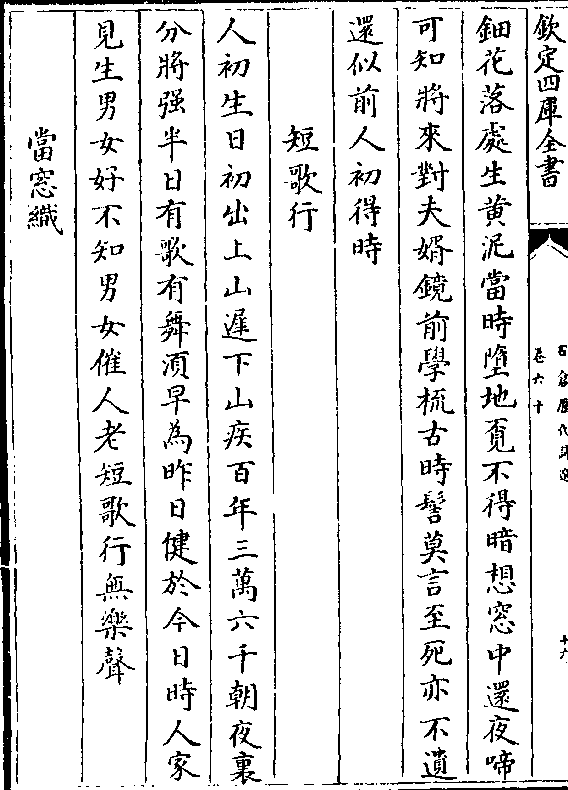 欽定四庫全書
石倉歷代詩選
卷六十
十六
鈿花落處生黄泥當時墮地覔不得暗想窓中還夜啼
可知將來對夫婿鏡前學梳古時髻莫言至死亦不遺
還似前人初得時
短歌行
人初生日初出上山遲下山疾百年三萬六千朝夜裏
分將强半日有歌有舞湏早為昨日健於今日時人家
見生男女好不知男女催人老短歌行無樂聲
當窓織